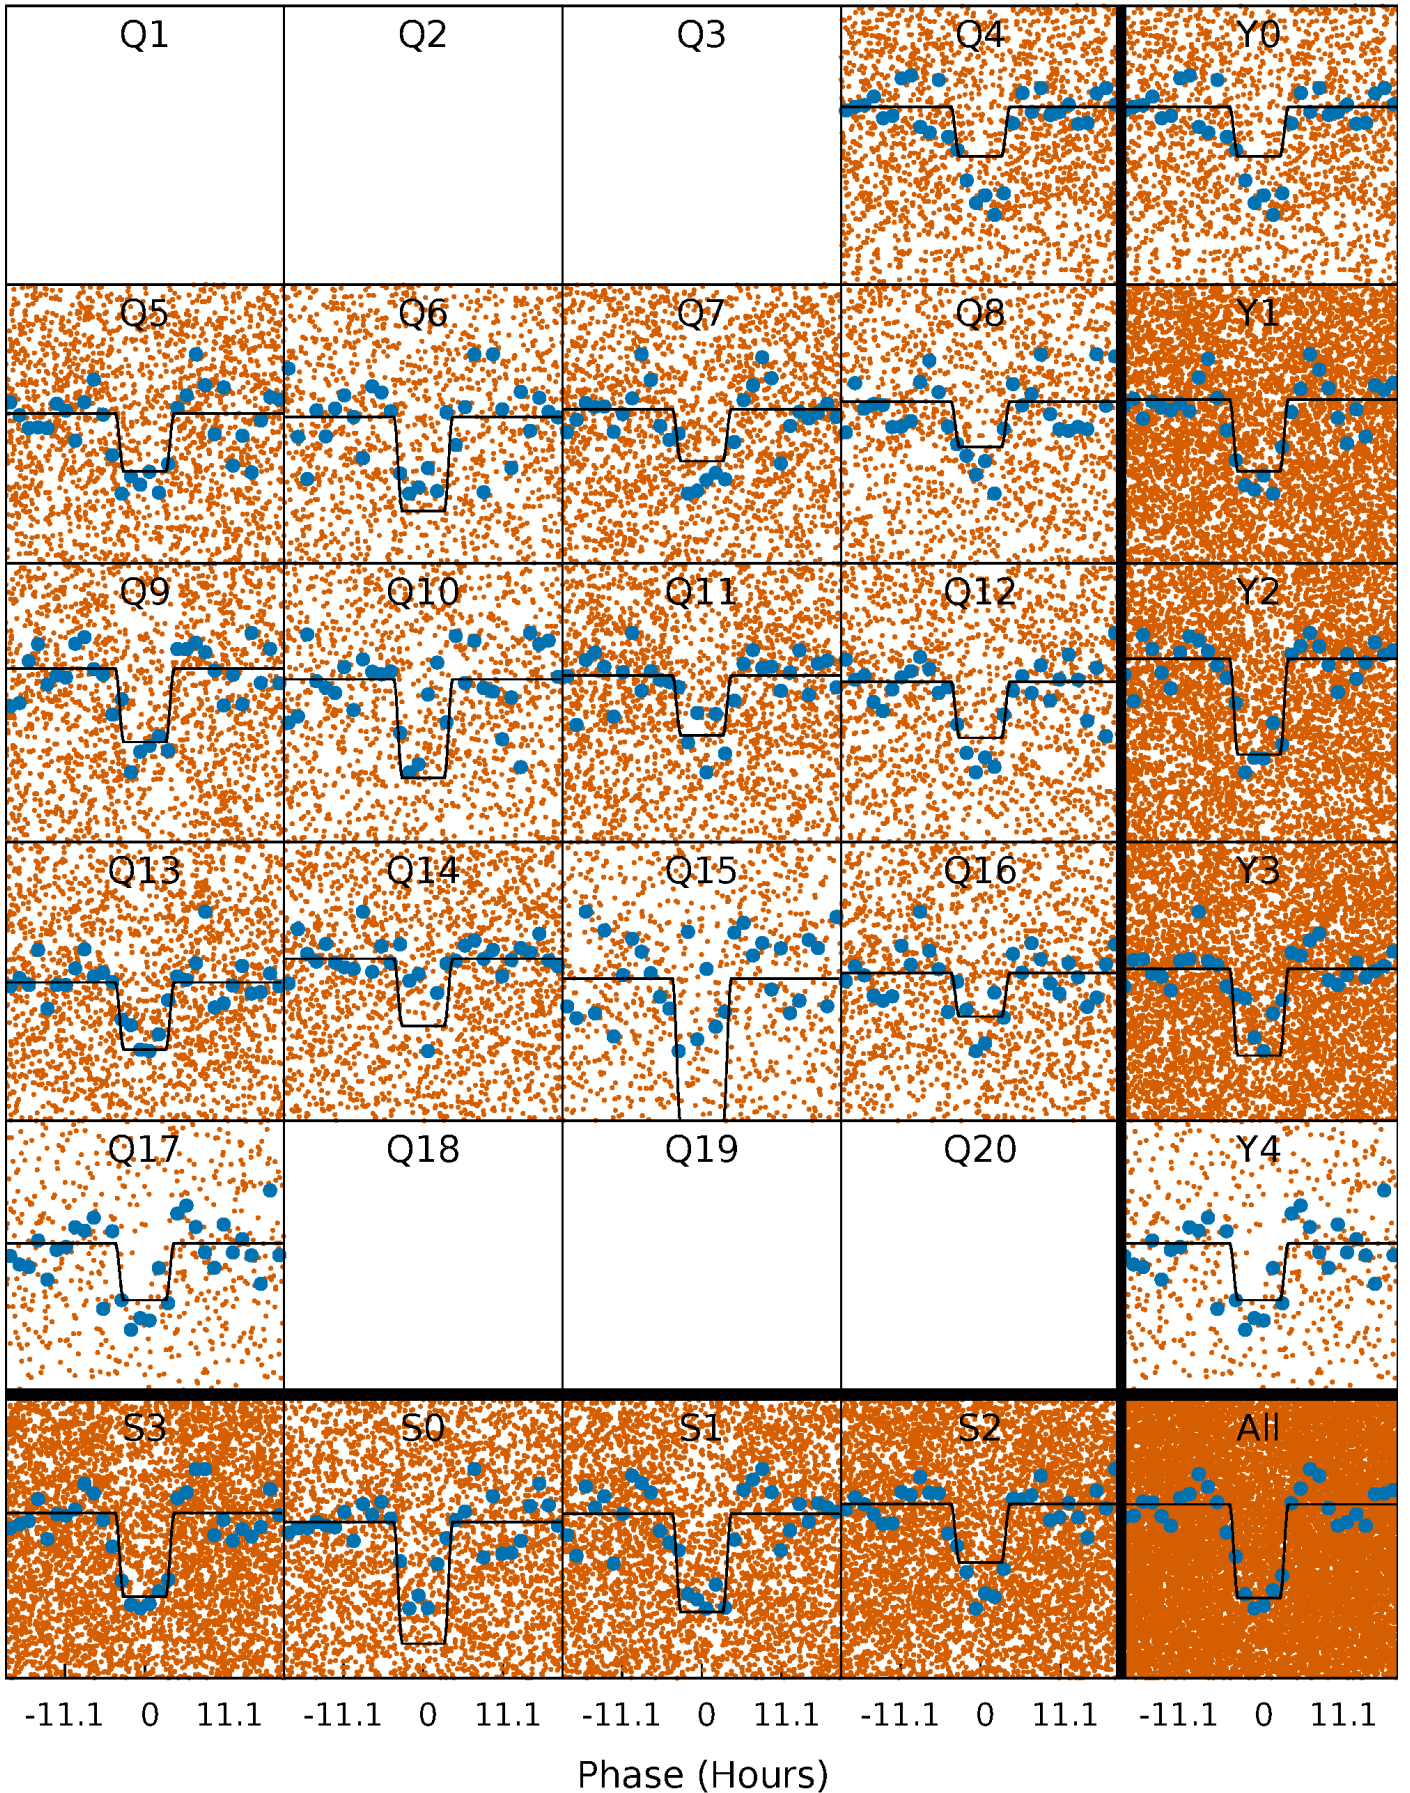 Q1 Q2 Q3 Q4 Y0
Q5 Q6 Q7 Q8 Y1
Q9 Q10 Q11 Q12 Y2
Q13 Q14 Q15 Q16 Y3
Q17 Q18 Q19 Q20 Y4
S3 S0 S1 S2 All
-11.1 0 11.1 -11.1 0 11.1 -11.1 0 11.1 -11.1 0 11.1 -11.1 0 11.1
Phase (Hours)